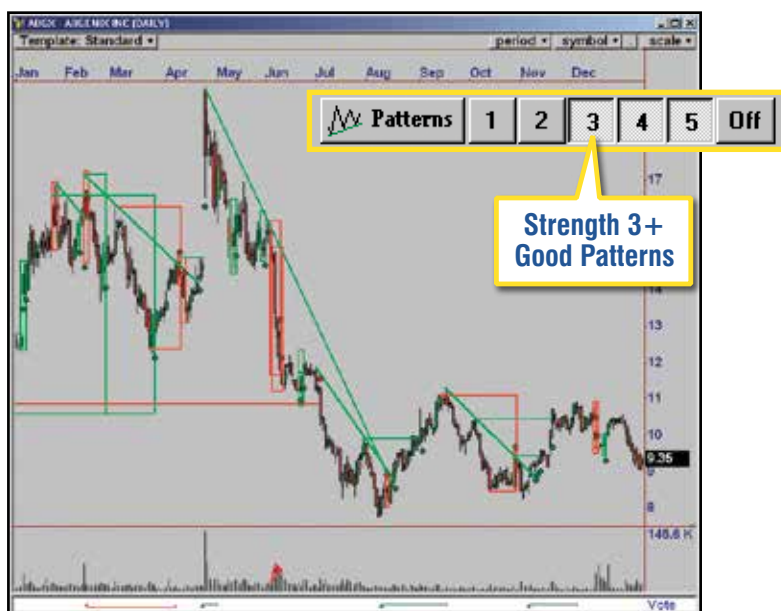 ABGX - ABGENIX INC (DAILY)
Template: Standard
period symbol . scale
Jan Feb Mar Apr May Jun Jul Aug Sep Oct Nov Dec
Patterns 1 2 3 4 5 Off
17
Strength 3+
Good Patterns
14
13
12
11
10
9.35
9
8
146.6 K
Vote